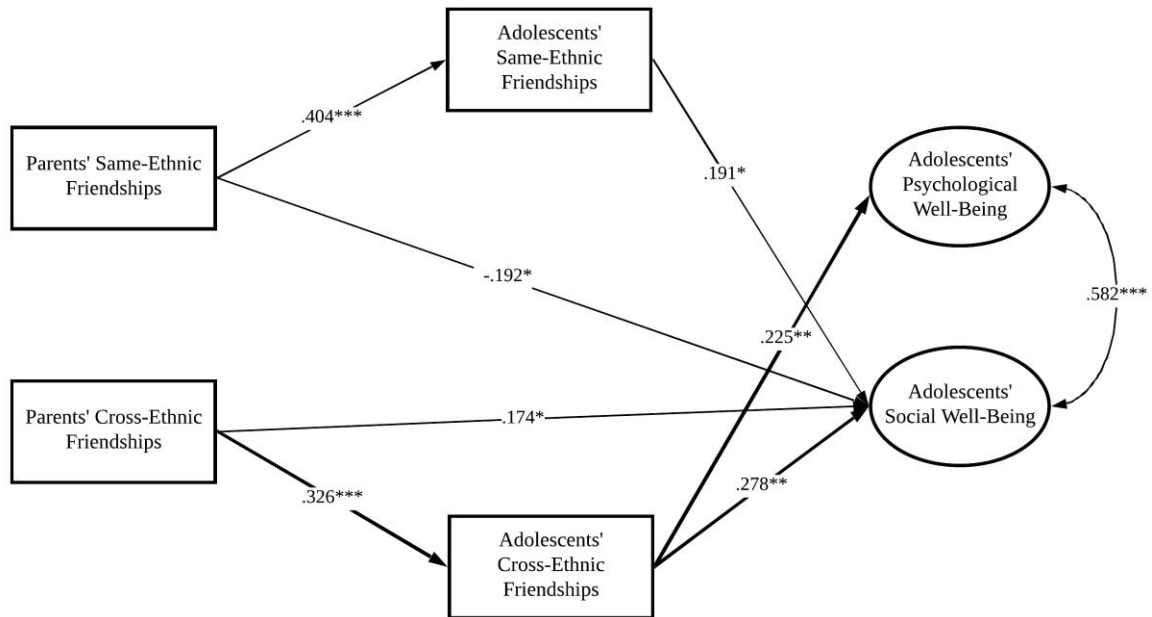 Adolescents'
Same-Ethnic
Friendships
.404***
Parents' Same-Ethnic
Friendships
.191*
Adolescents'
Psychological
Well-Being
-.192*
.582***
.225**
Parents' Cross-Ethnic
Friendships
.174*
Adolescents'
Social Well-Being
.326***
.278**
Adolescents'
Cross-Ethnic
Friendships